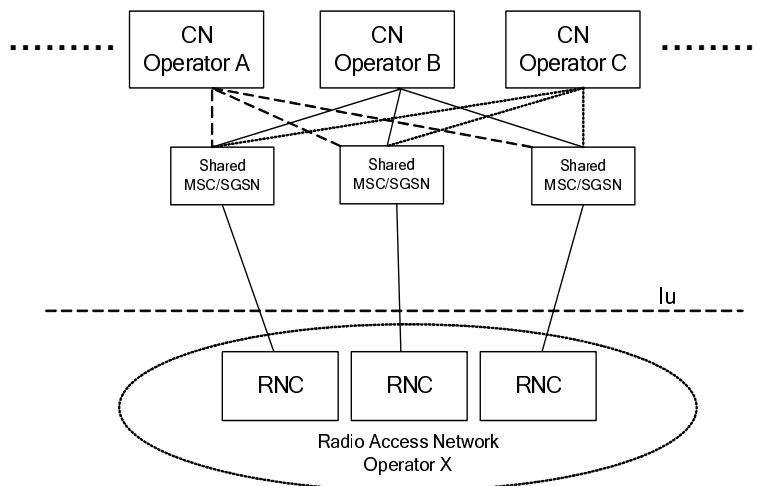 CN
Operator A
CN
Operator B
CN
Operator C
Shared
MSC/SGSN
Shared
MSC/SGSN
Shared
MSC/SGSN
Iu
RNC
RNC
RNC
Radio Access Network
Operator X